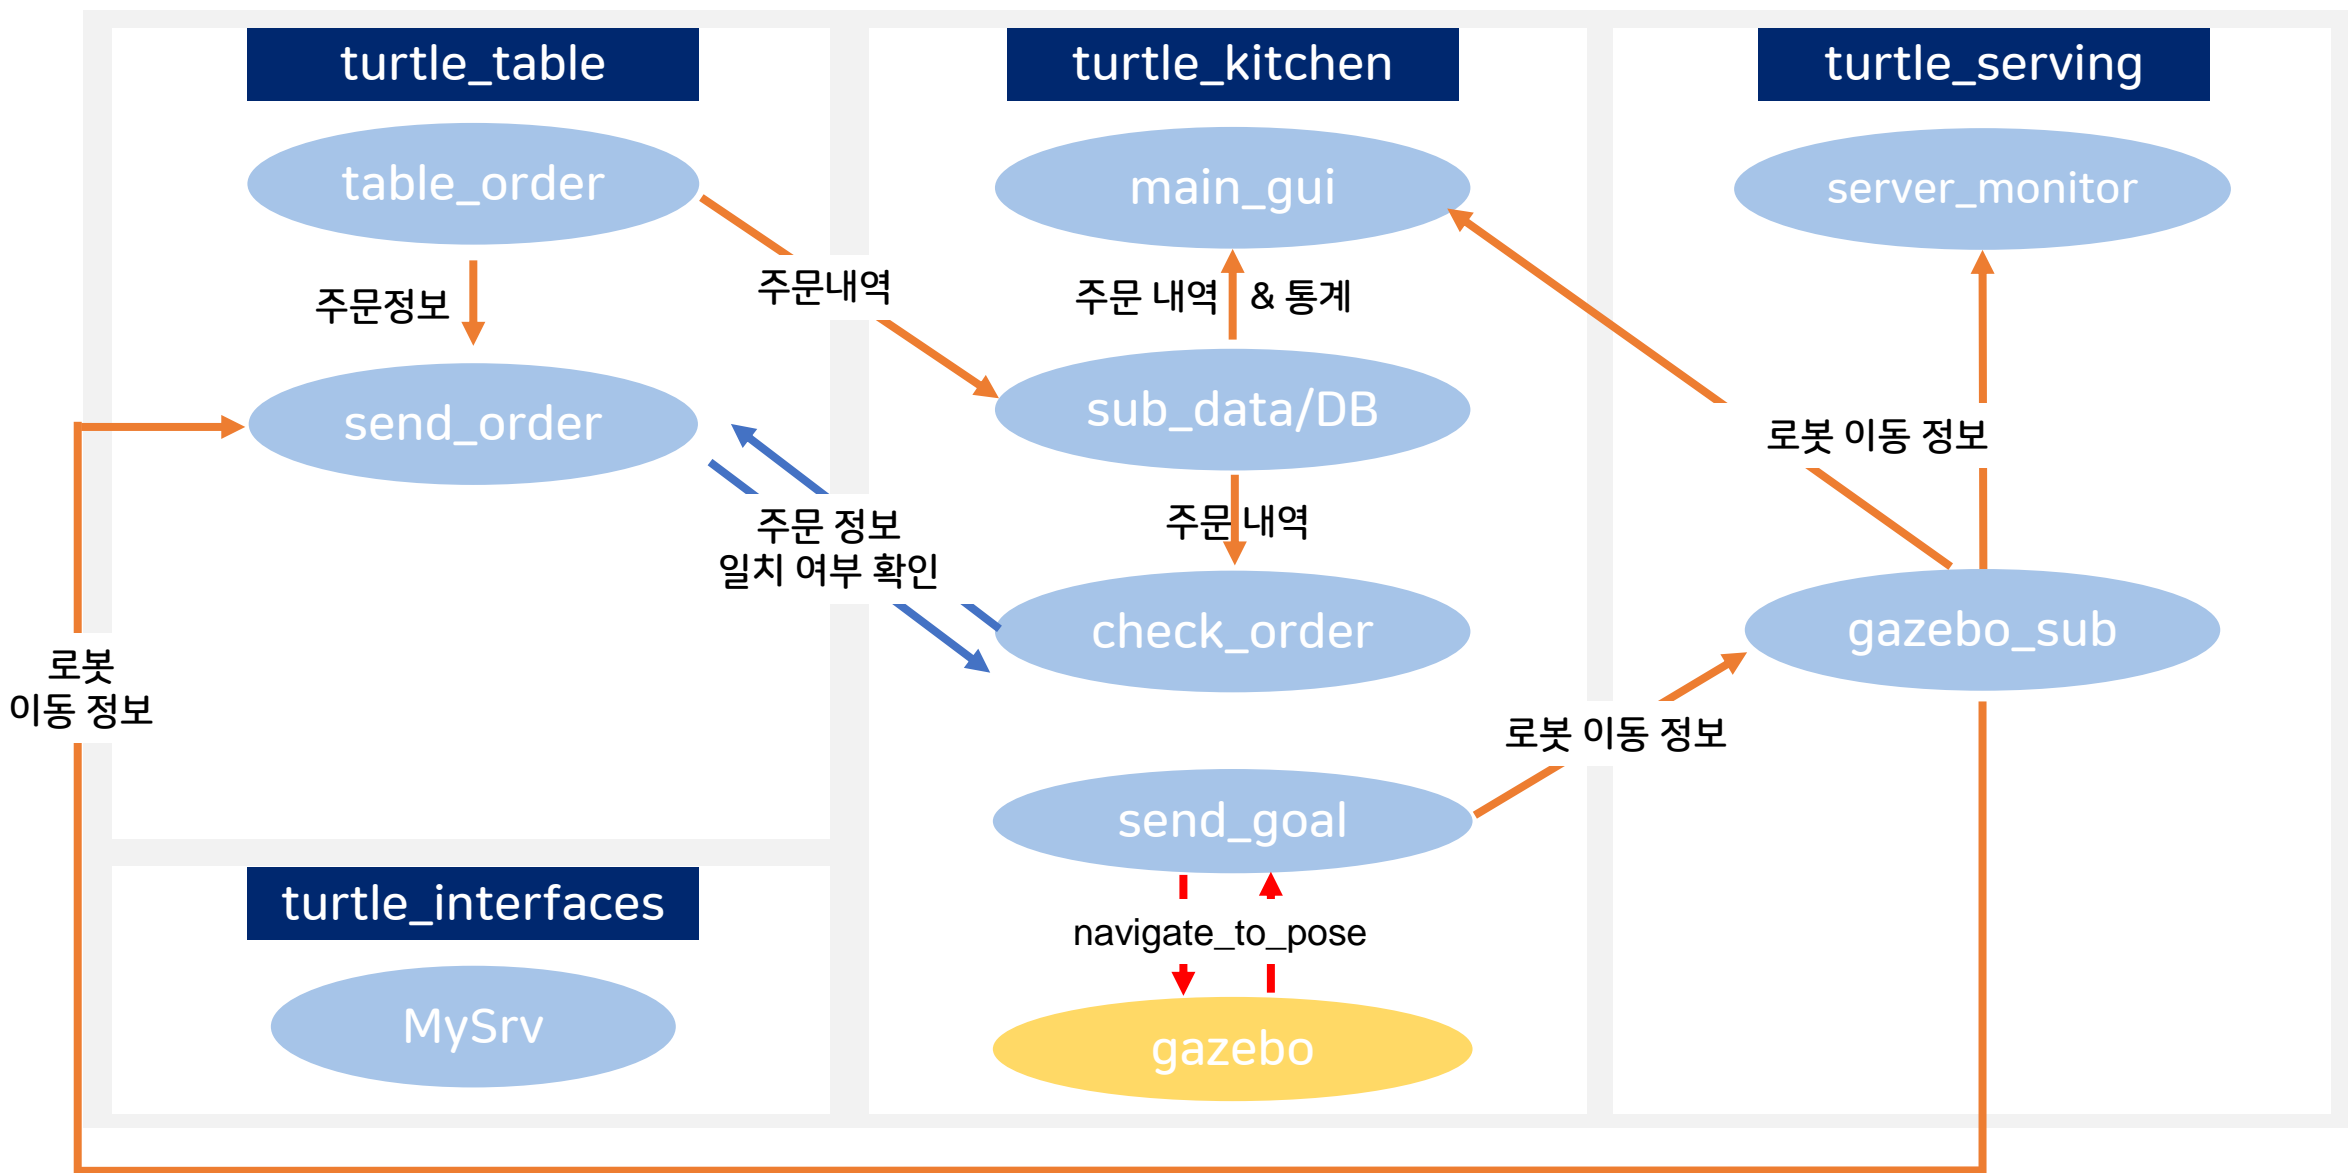 turtle_table
table_order
주문정보
send_order
로봇
이동 정보
turtle_interfaces
MySrv
주문내역
주문 정보
일치 여부 확인
turtle_kitchen
main_gui
주문 내역 & 통계
sub_data/DB
주문 내역
check_order
send_goal
navigate_to_pose
gazebo
로봇 이동 정보
turtle_serving
server_monitor
로봇 이동 정보
gazebo_sub